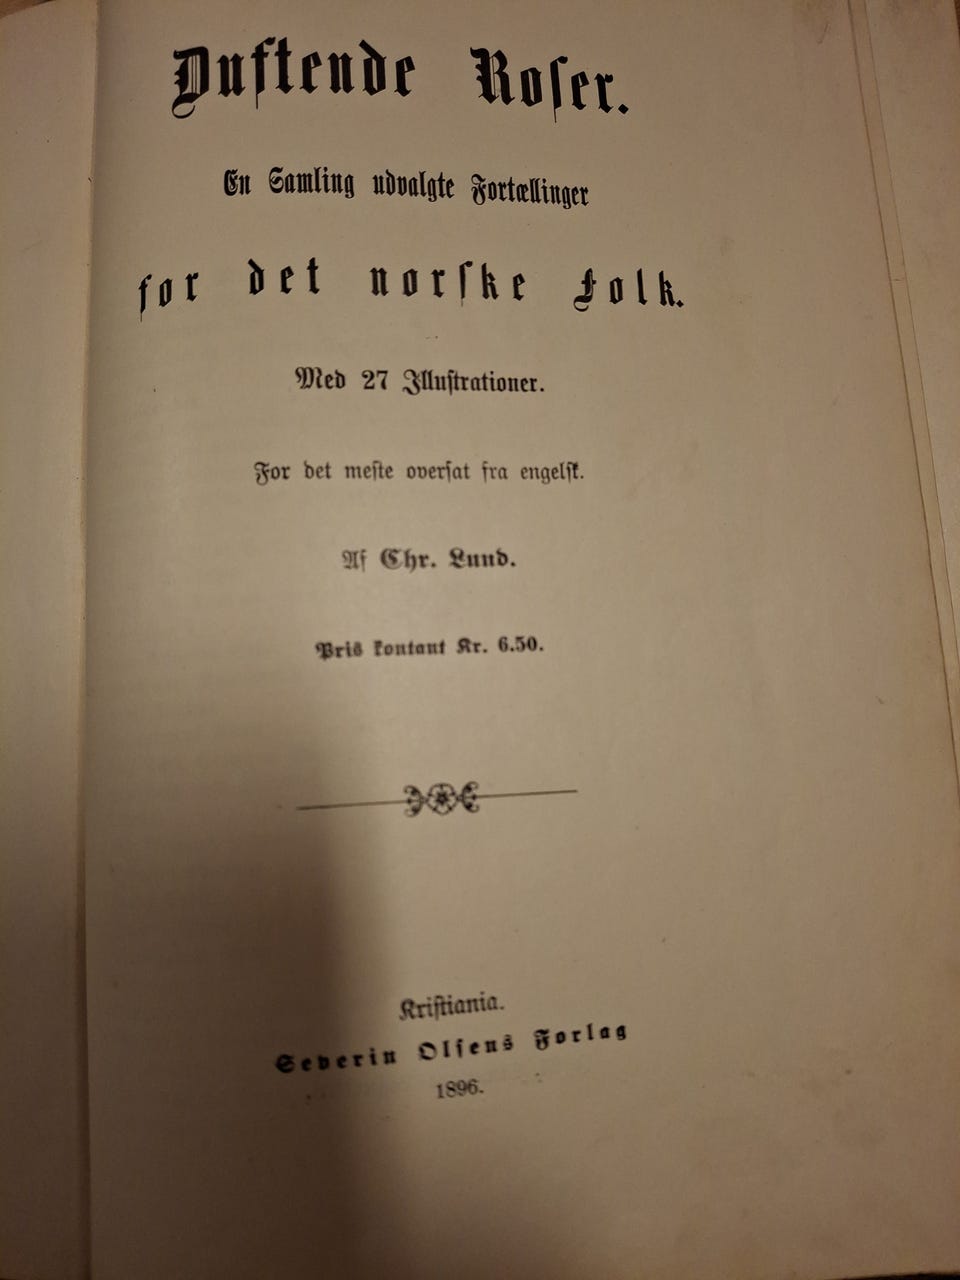 Duftende Roser.
En Samling udvalgte Fortællinger
for det norske Folk.
Med 27 Illustrationer.
For det meste oversat fra engelsk.
Af Chr. Lund.
Pris kontant Kr. 6.50.
Kristiania.
Severin Olsens Forlag
1896.